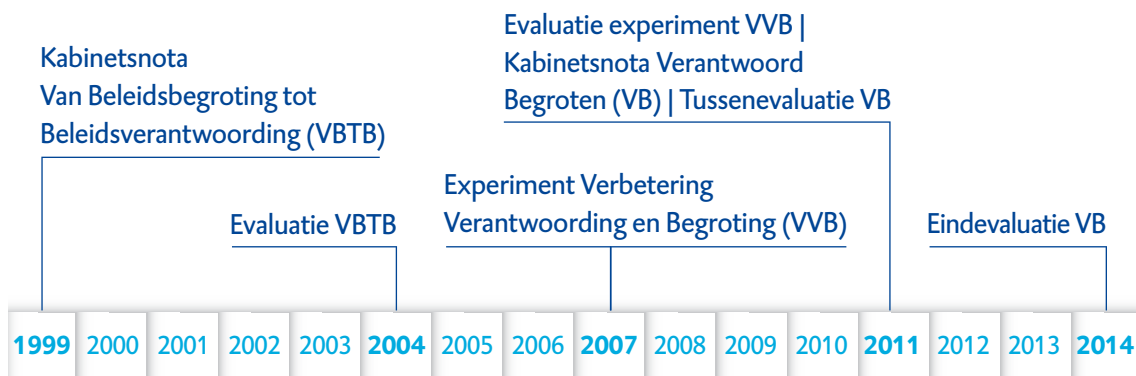 Kabinetsnota
Van Beleidsbegroting tot
Beleidsverantwoording (VBTB)
Evaluatie VBTB
Experiment Verbetering
Verantwoording en Begroting (VVB)
Evaluatie experiment VVB |
Kabinetsnota Verantwoord
Begroten (VB) | Tussenevaluatie VB
Eindevaluatie VB
1999 2000 2001 2002 2003 2004 2005 2006 2007 2008 2009 2010 2011 2012 2013 2014